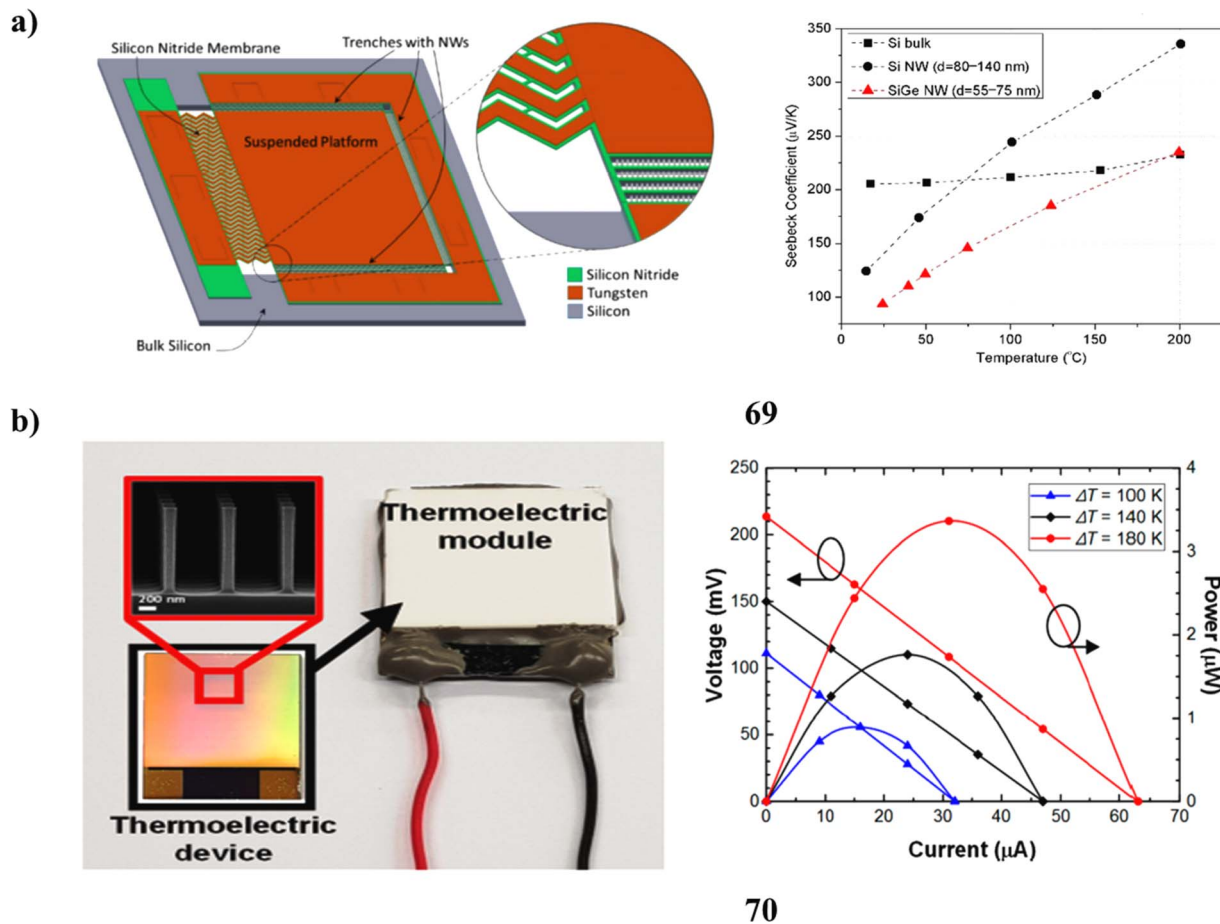 a)
Silicon Nitride Membrane
Trenches with NWs
Suspended Platform
Silicon Nitride
Tungsten
Silicon
Bulk Silicon
Seebeck Coefficient (μV/K)
350
300
250
200
150
100
Si bulk
Si NW (d=80−140 nm)
SiGe NW (d=55−75 nm)
0
50
100
150
200
Temperature (°C)
69
b)
200 nm
Thermoelectric
module
Thermoelectric
device
Voltage (mV)
250
200
150
100
50
0
ΔT = 100 K
ΔT = 140 K
ΔT = 180 K
4
3
2
1
0
Power (μW)
0
10
20
30
40
50
60
70
Current (μA)
70